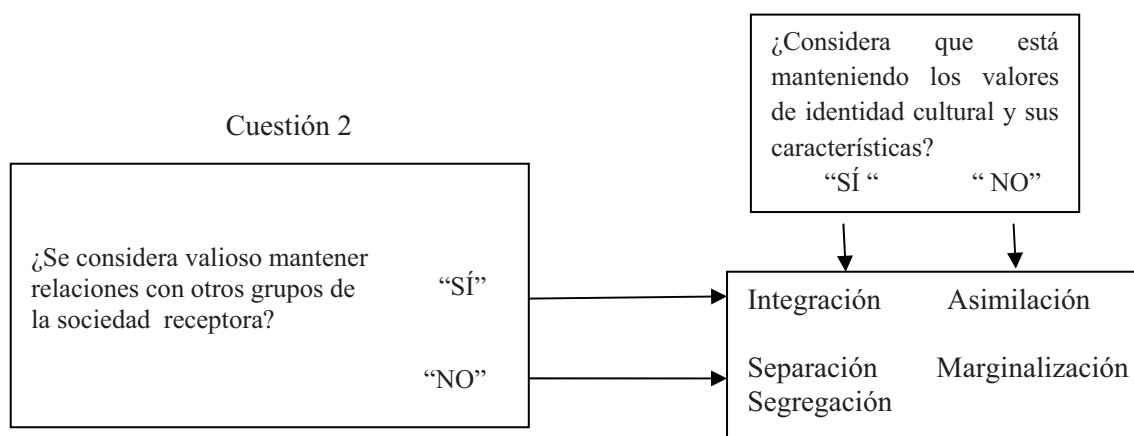 ¿Considera que está
manteniendo los valores
de identidad cultural y sus
características?
“SÍ “ “ NO”
Cuestión 2
¿Se considera valioso mantener
relaciones con otros grupos de
la sociedad receptora?
“SÍ”
“NO”
Integración Asimilación
Separación Marginalización
Segregación